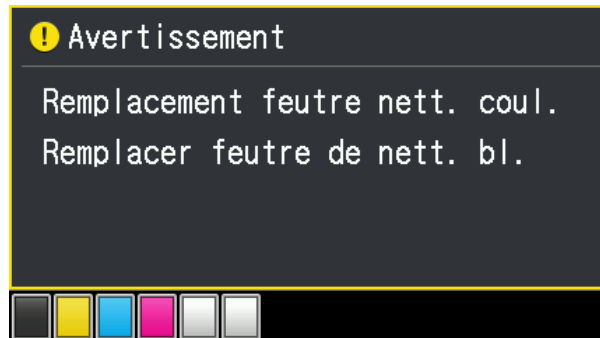 Avertissement
Remplacement feutre nett. coul.
Remplacer feutre de nett. bl.